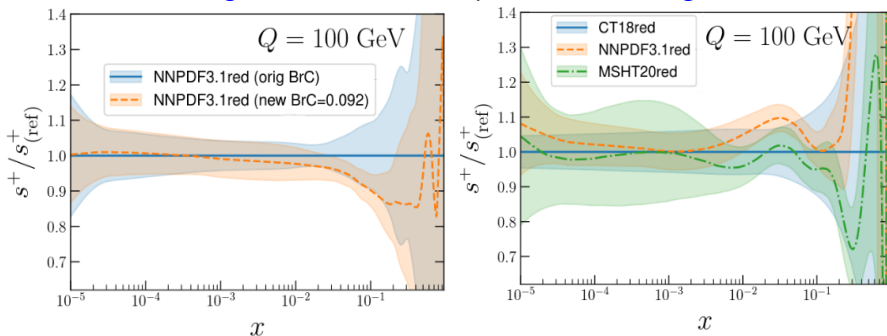 Q = 100 GeV
NNPDF3.1red (orig BrC)
NNPDF3.1red (new BrC=0.092)
s⁺/s⁺(ref)
1.4
1.3
1.2
1.1
1.0
0.9
0.8
0.7
10⁻⁵
10⁻⁴
10⁻³
10⁻²
10⁻¹
x
CT18red
NNPDF3.1red
MSHT20red
Q = 100 GeV
s⁺/s⁺(ref)
1.4
1.3
1.2
1.1
1.0
0.9
0.8
0.7
10⁻⁵
10⁻⁴
10⁻³
10⁻²
10⁻¹
x